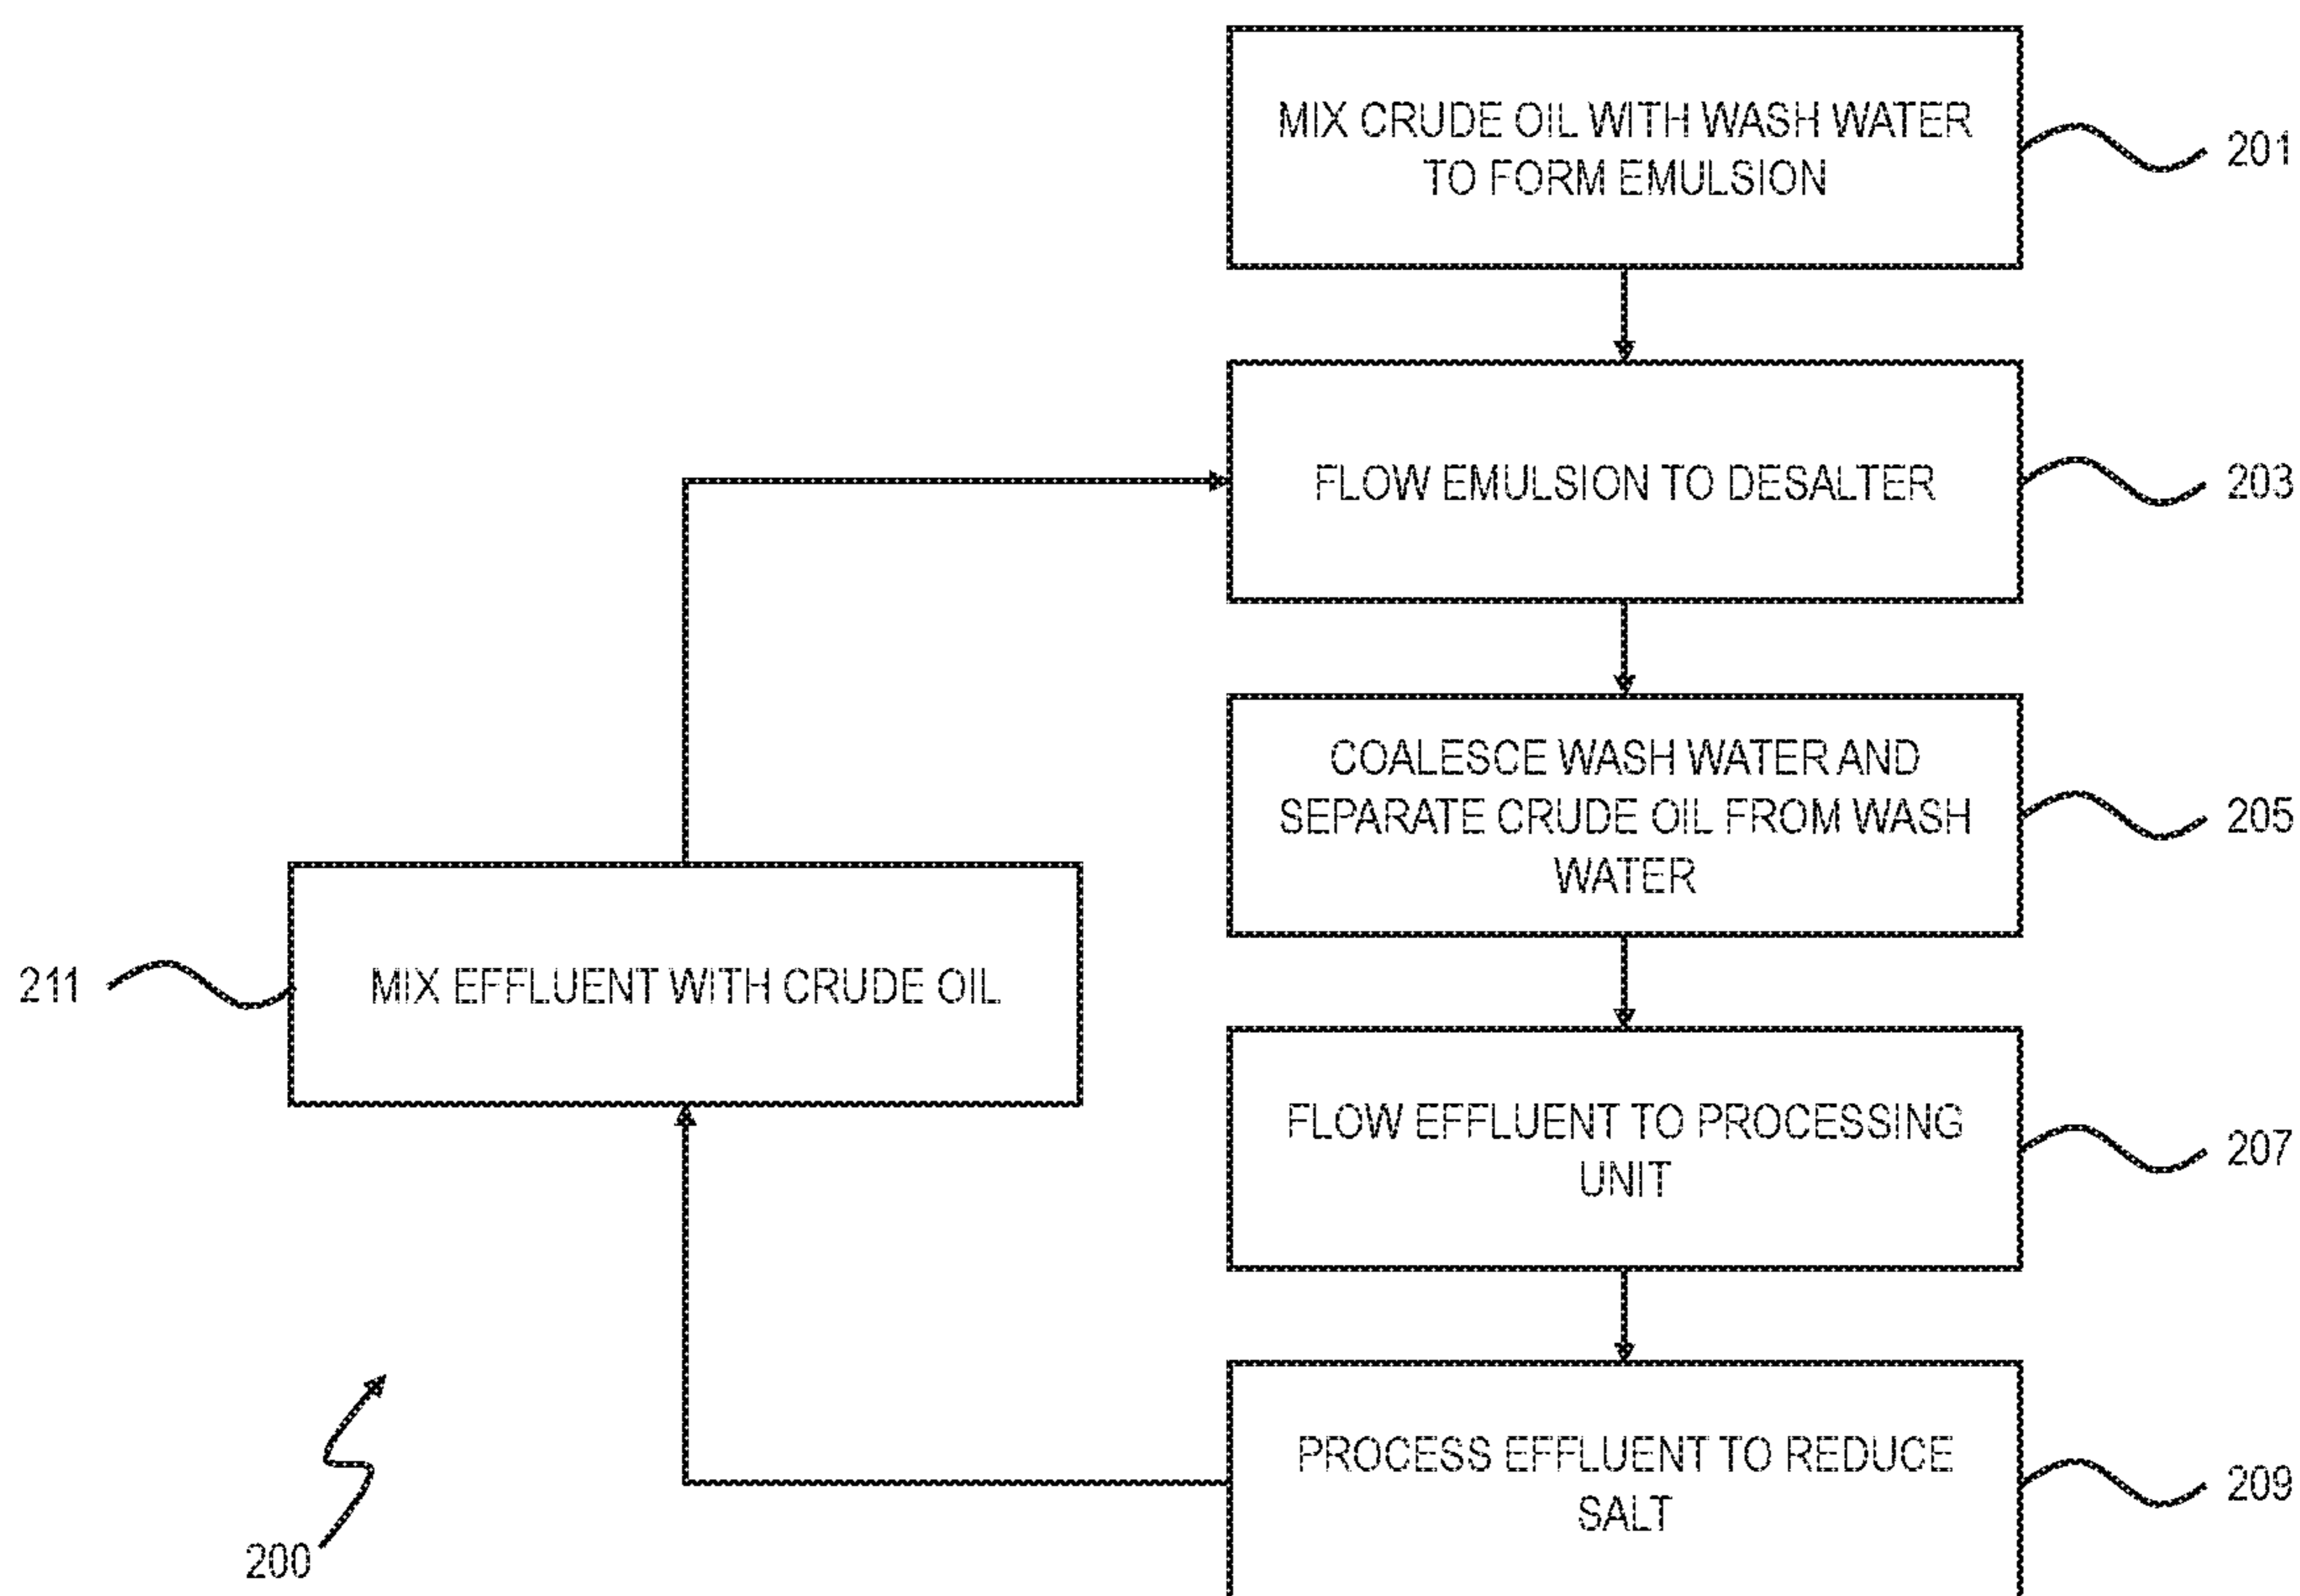 MIX CRUDE OIL WITH WASH WATER
TO FORM EMULSION
201
FLOW EMULSION TO DESALTER
203
COALESCE WASH WATER AND
SEPARATE CRUDE OIL FROM WASH
WATER
205
211
MIX EFFLUENT WITH CRUDE OIL
FLOW EFFLUENT TO PROCESSING
UNIT
207
PROCESS EFFLUENT TO REDUCE
SALT
209
200